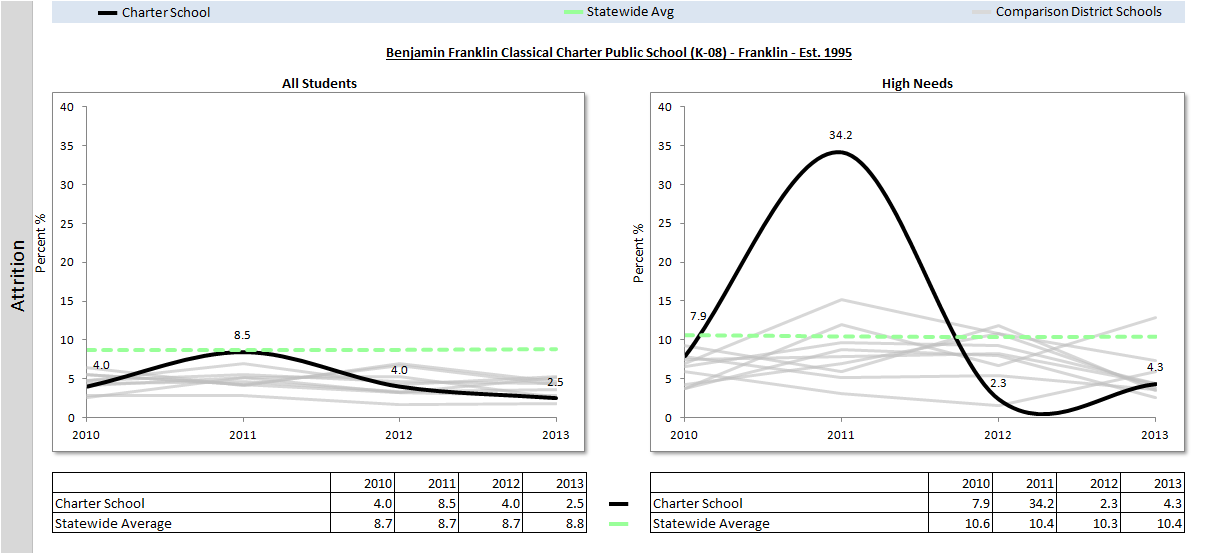 Charter School Statewide Avg Comparison District Schools
Benjamin Franklin Classical Charter Public School (K-08) - Franklin - Est. 1995
Attrition
All Students
Percent %
40
35
30
25
20
15
10
5
0
4.0
8.5
4.0
2.5
2010 2011 2012 2013
High Needs
Percent %
40
35
30
25
20
15
10
5
0
7.9
34.2
2.3
4.3
2010 2011 2012 2013
2010 2011 2012 2013
Charter School 4.0 8.5 4.0 2.5
Statewide Average 8.7 8.7 8.7 8.8
2010 2011 2012 2013
Charter School 7.9 34.2 2.3 4.3
Statewide Average 10.6 10.4 10.3 10.4